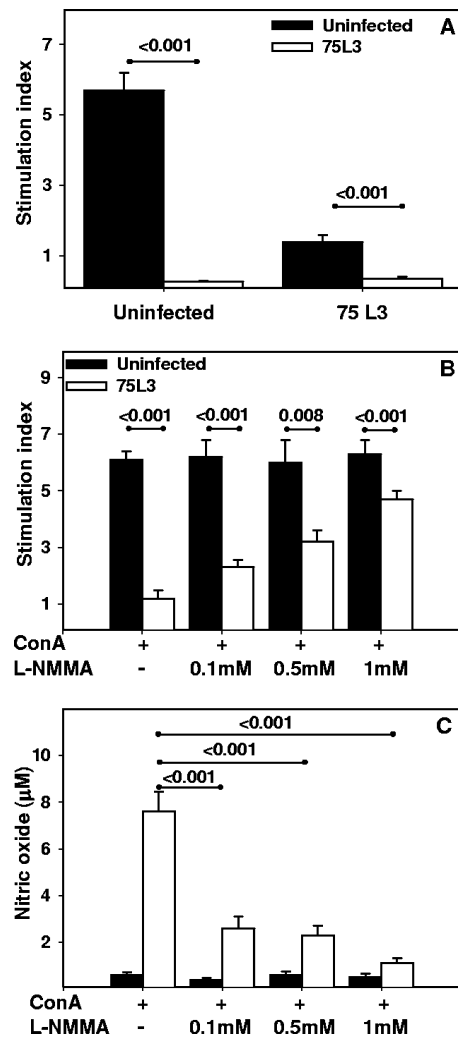 A
Uninfected
75L3
7
<0.001
5
Stimulation index
3
<0.001
1
Uninfected 75 L3
B
Uninfected
75L3
9
<0.001 <0.001 0.008 <0.001
7
5
Stimulation index
3
1
ConA + + + +
L-NMMA - 0.1mM 0.5mM 1mM
C
<0.001
10
<0.001
<0.001
8
6
Nitric oxide (μM)
4
2
ConA + + + +
L-NMMA - 0.1mM 0.5mM 1mM